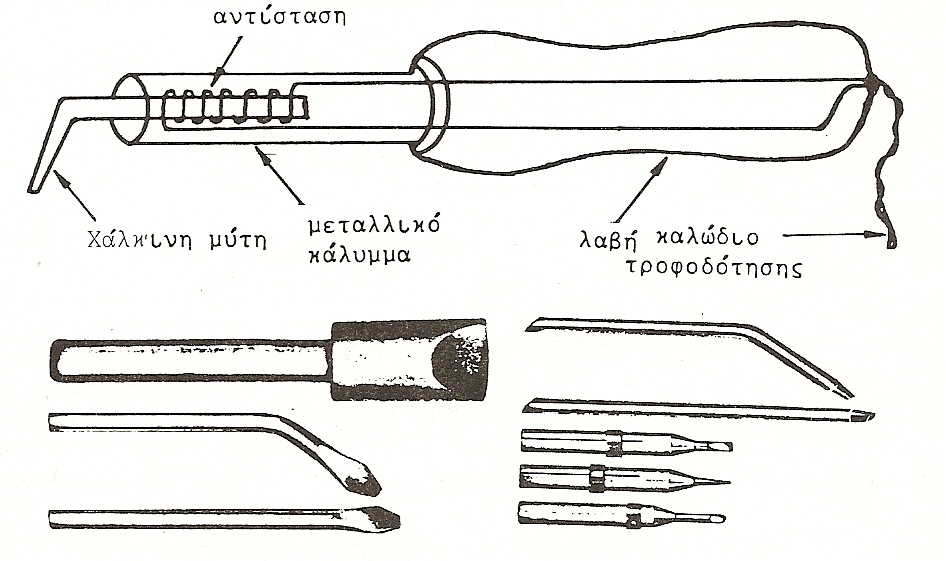 αντίσταση
Χάλκινη μύτη
μεταλλικό
κάλυμμα
λαβή
καλώδιο
τροφοδότησης